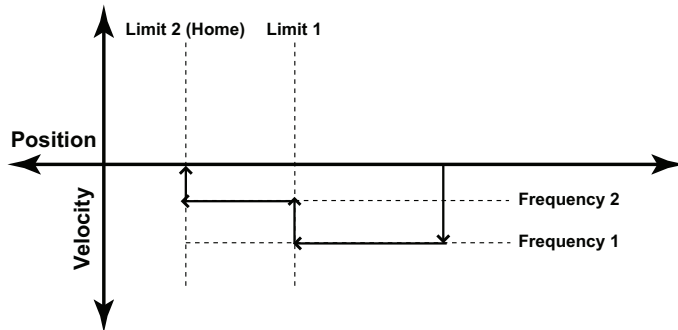 Limit 2 (Home) Limit 1
Position
Velocity
Frequency 2
Frequency 1